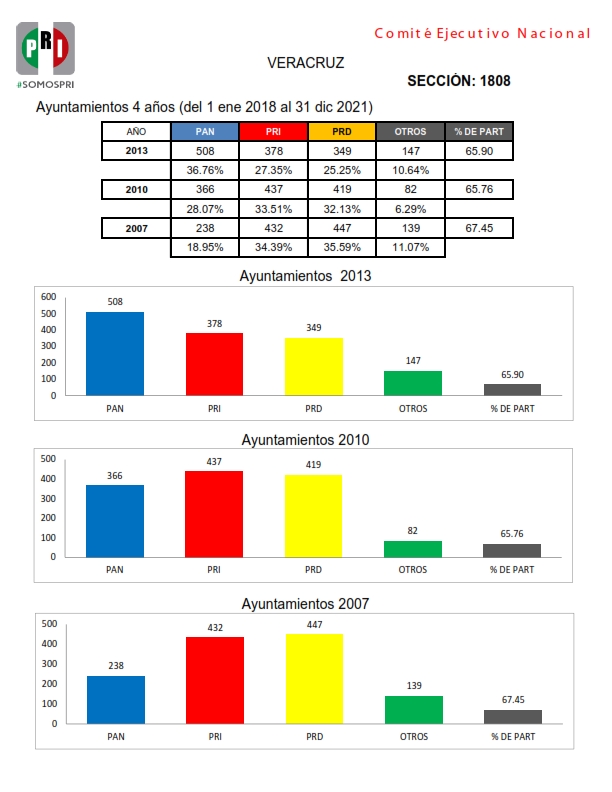 Comité Ejecutivo Nacional
PRI
#SOMOSPRI
VERACRUZ
SECCIÓN: 1808
Ayuntamientos 4 años (del 1 ene 2018 al 31 dic 2021)
AÑO PAN PRI PRD OTROS % DE PART
2013 508 378 349 147 65.90
36.76% 27.35% 25.25% 10.64%
2010 366 437 419 82 65.76
28.07% 33.51% 32.13% 6.29%
2007 238 432 447 139 67.45
18.95% 34.39% 35.59% 11.07%
Ayuntamientos 2013
600
500
400
300
200
100
0
508 378 349 147 65.90
PAN PRI PRD OTROS % DE PART
Ayuntamientos 2010
500
400
300
200
100
0
366 437 419 82 65.76
PAN PRI PRD OTROS % DE PART
Ayuntamientos 2007
500
400
300
200
100
0
238 432 447 139 67.45
PAN PRI PRD OTROS % DE PART